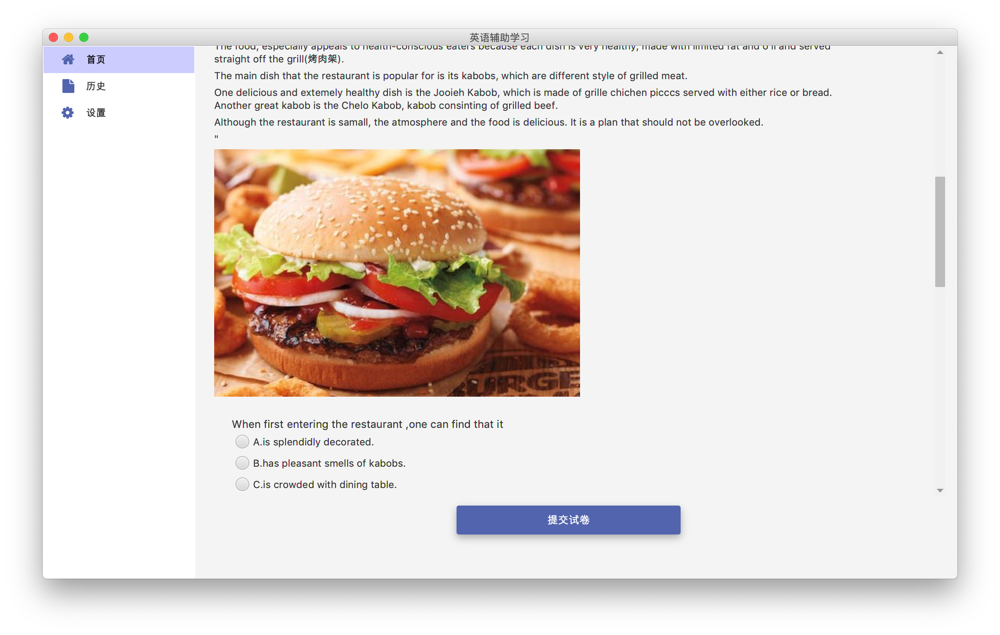 英语辅助学习
首页
历史
设置
The food, especially appeals to health-conscious eaters because each dish is very healthy, made with limited fat and o il and served
straight off the grill(烤肉架).
The main dish that the restaurant is popular for is its kabobs, which are different style of grilled meat.
One delicious and extemely healthy dish is the Jooieh Kabob, which is made of grille chichen picccs served with either rice or bread.
Another great kabob is the Chelo Kabob, kabob consinting of grilled beef.
Although the restaurant is samall, the atmosphere and the food is delicious. It is a plan that should not be overlooked.
"
When first entering the restaurant ,one can find that it
A.is splendidly decorated.
B.has pleasant smells of kabobs.
C.is crowded with dining table.
提交试卷